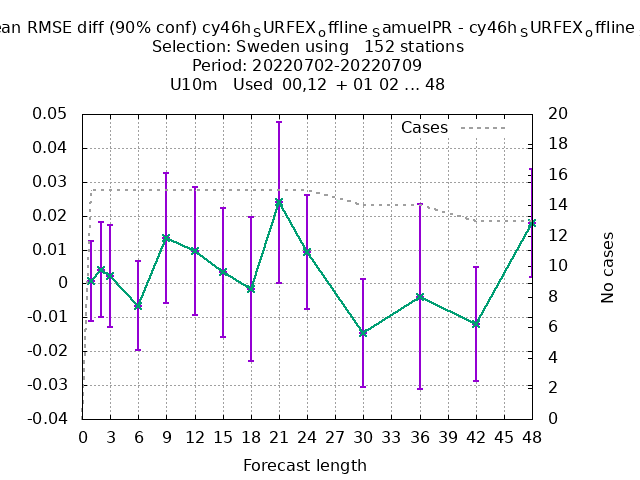 ean RMSE diff (90% conf) cy46h_SURFEX_offline_SamuelPR - cy46h_SURFEX_offline
Selection: Sweden using 152 stations
Period: 20220702-20220709
U10m Used 00,12 + 01 02 ... 48
Cases
0.05
0.04
0.03
0.02
0.01
0
-0.01
-0.02
-0.03
-0.04
20
18
16
14
12
10
8
6
4
2
0
No cases
0 3 6 9 12 15 18 21 24 27 30 33 36 39 42 45 48
Forecast length